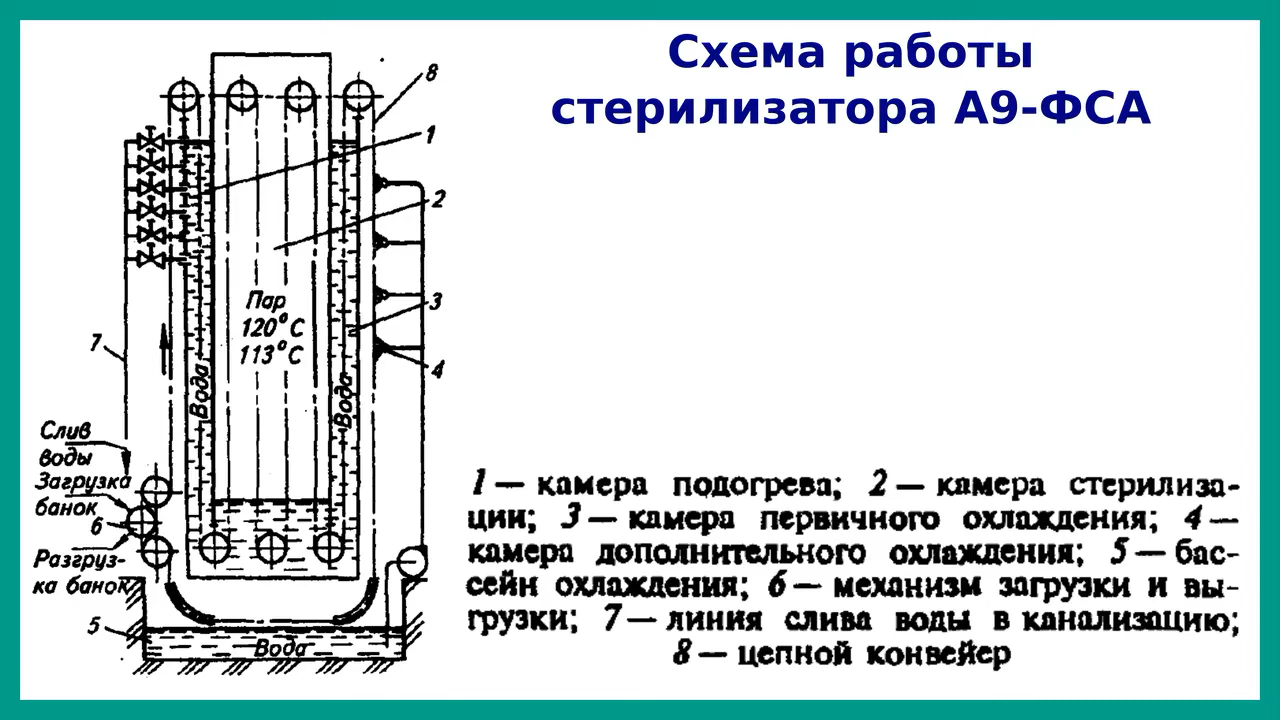 Схема работы
стерилизатора А9-ФСА
8
1
2
Пар
120°С
113°С
3
7
4
Вода
Вода
Слив
воды
Загрузка
банок
6
Разгруз-
ка банок
5
Вода
1 — камера подогрева; 2 — камера стерилиза-
ции; 3 — камера первичного охлаждения; 4 —
камера дополнительного охлаждения; 5 — бас-
сейн охлаждения; 6 — механизм загрузки и вы-
грузки; 7 — линия слива воды в канализацию;
8 — цепной конвейер